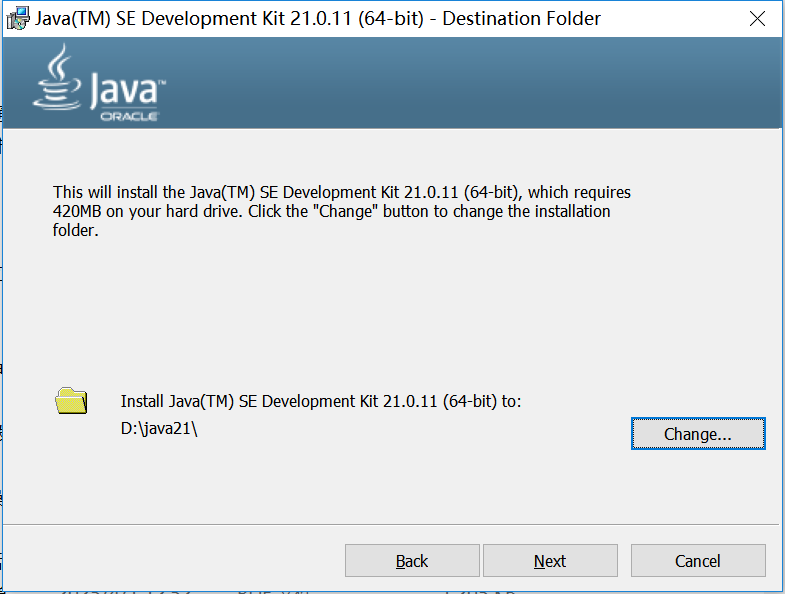 Java(TM) SE Development Kit 21.0.11 (64-bit) - Destination Folder
Java™
ORACLE
This will install the Java(TM) SE Development Kit 21.0.11 (64-bit), which requires
420MB on your hard drive. Click the "Change" button to change the installation
folder.
Install Java(TM) SE Development Kit 21.0.11 (64-bit) to:
D:\java21\
Change...
Back
Next
Cancel